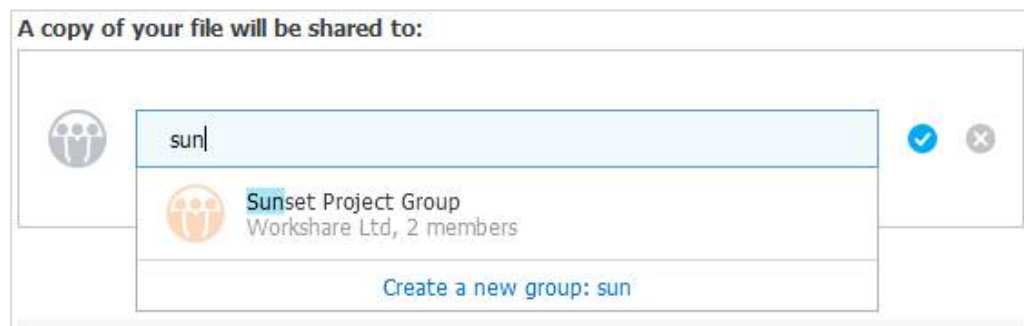 A copy of your file will be shared to:
sun
Sunset Project Group
Workshare Ltd, 2 members
Create a new group: sun